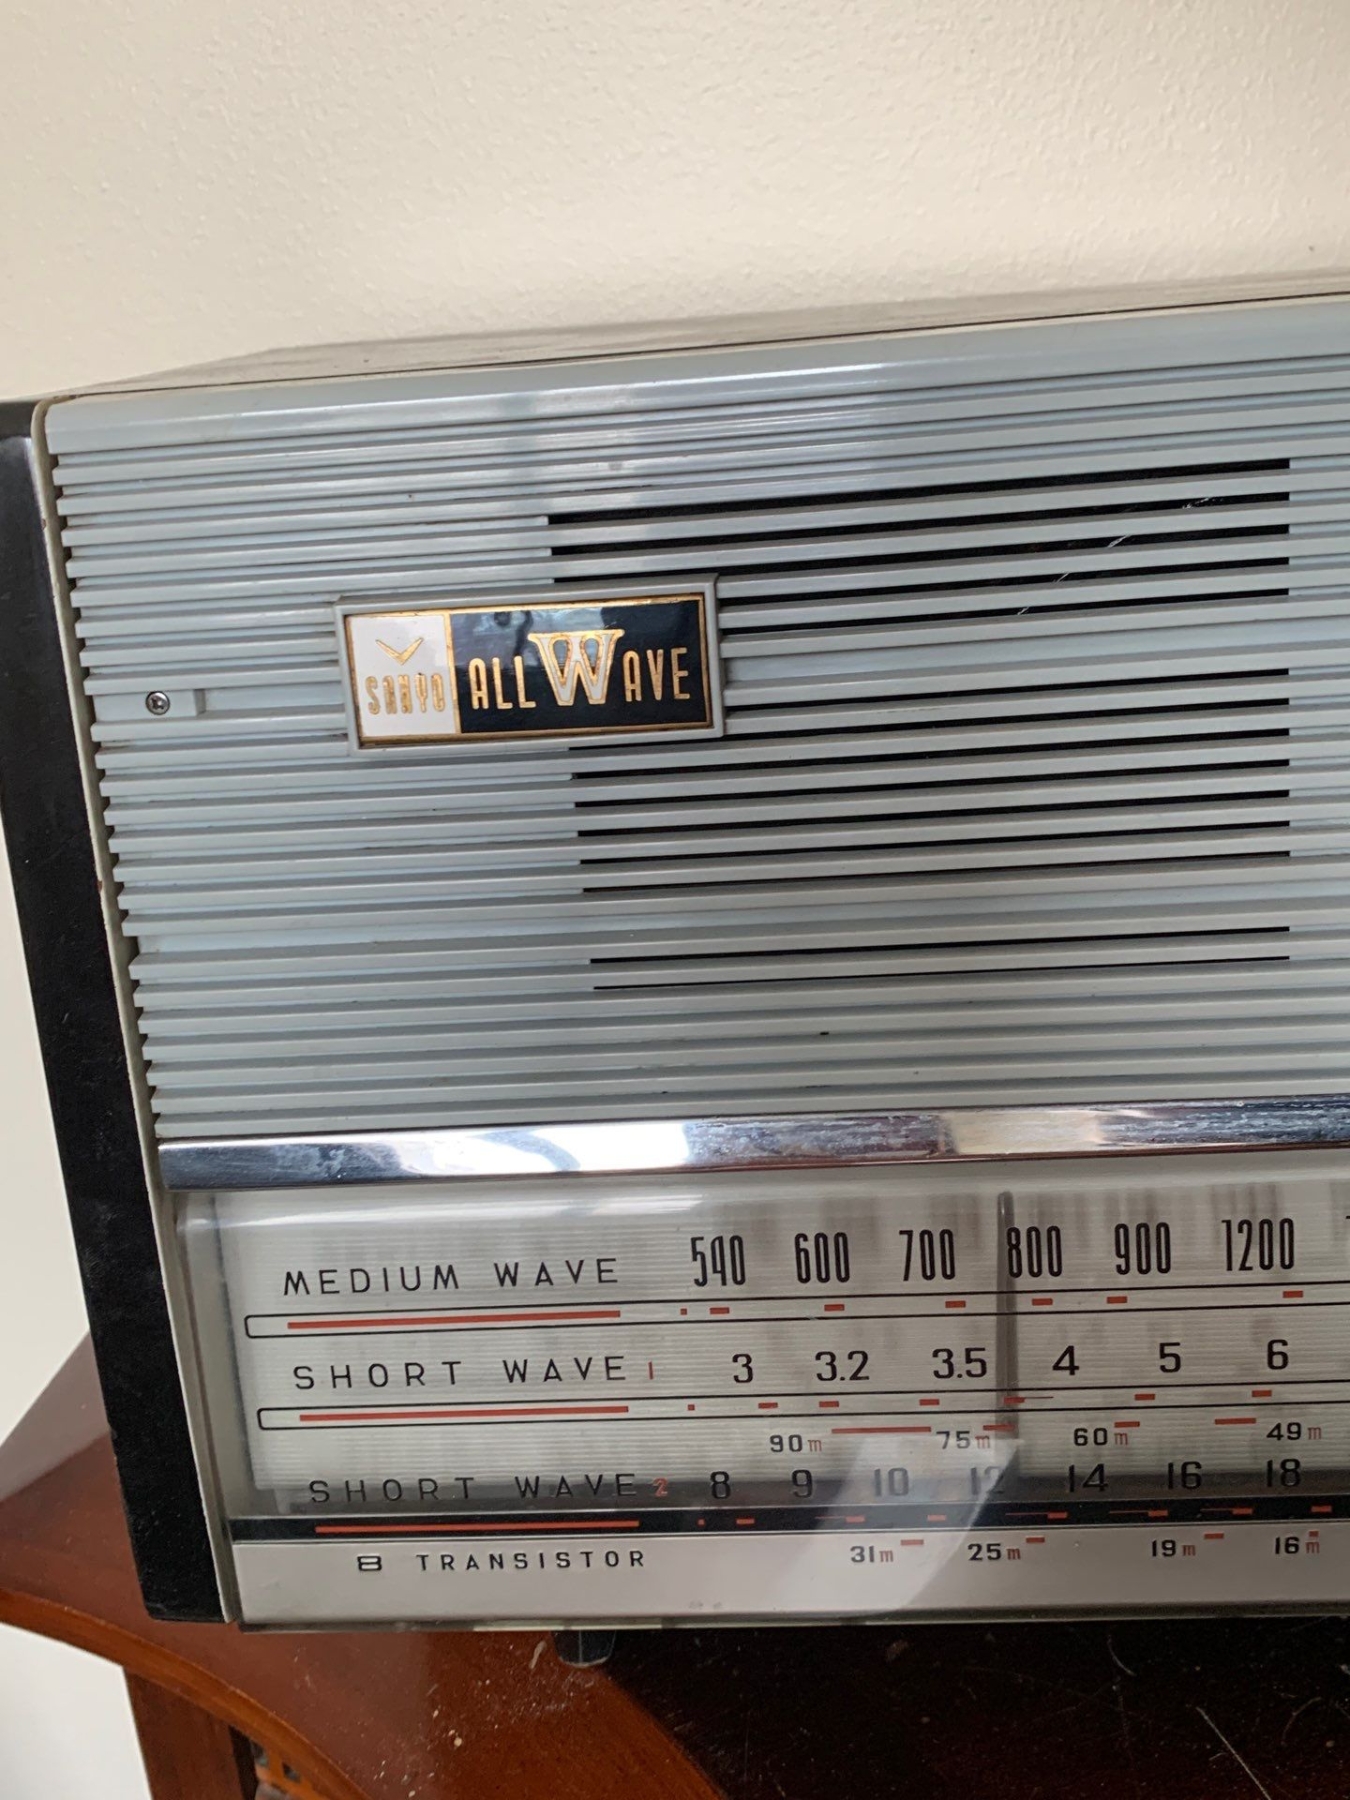 SANYO ALL WAVE
MEDIUM WAVE 540 600 700 800 900 1200
SHORT WAVE 1 3 3.2 3.5 4 5 6
90m 75m 60m 49m
SHORT WAVE 2 8 9 10 12 14 16 18
31m 25m 19m 16m
8 TRANSISTOR